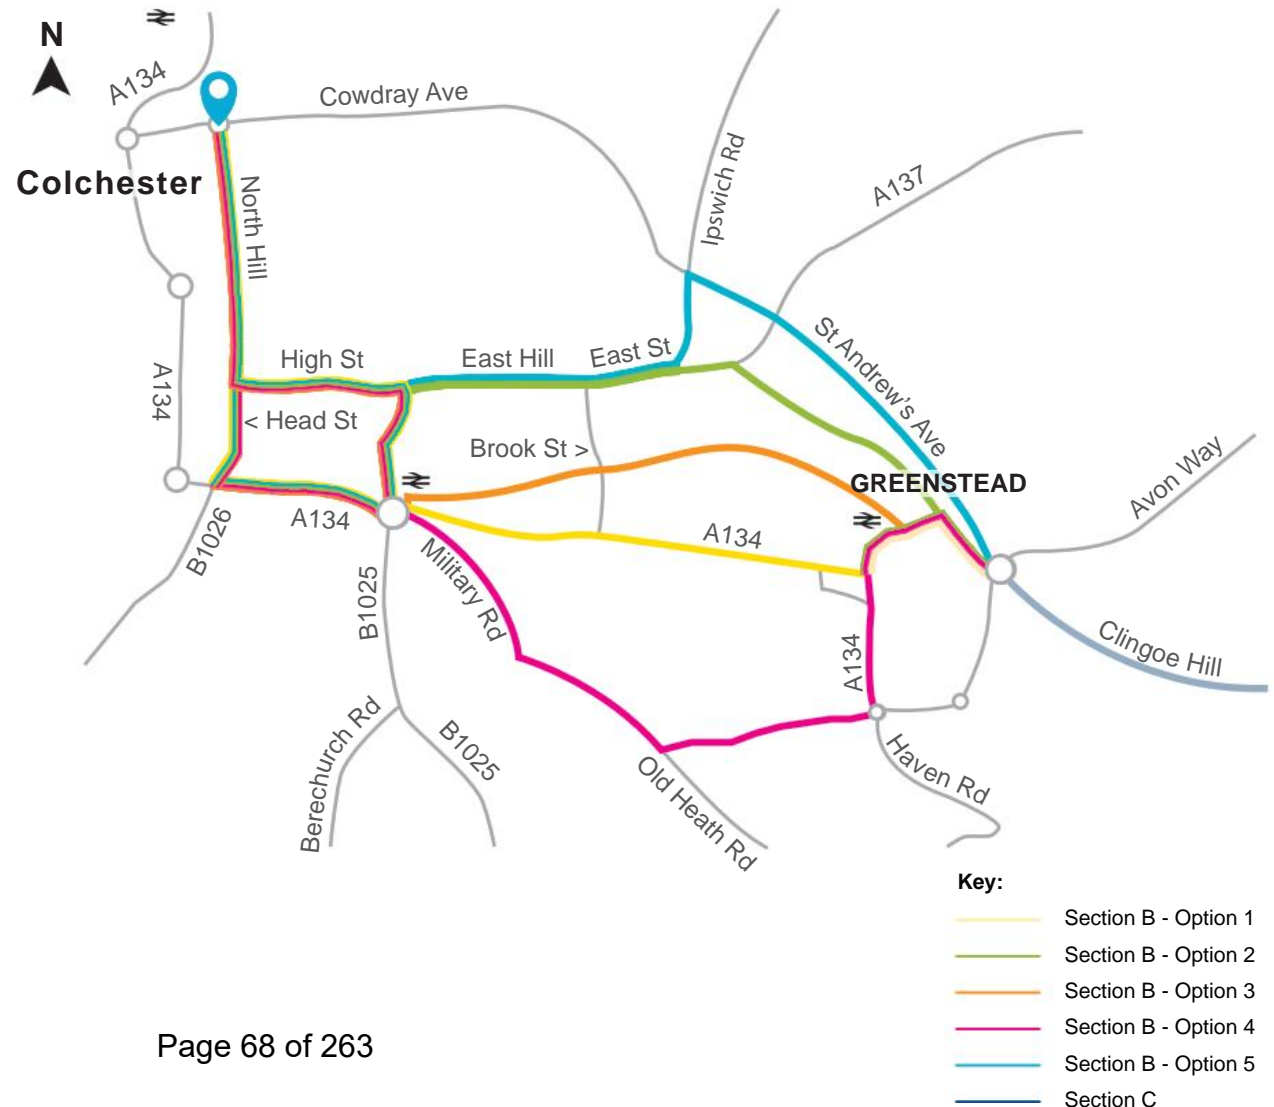 N
A134
Cowdray Ave
Colchester
North Hill
Ipswich Rd
A137
High St
East Hill
East St
St Andrew's Ave
A134
< Head St
Brook St >
GREENSTEAD
Avon Way
A134
B1026
A134
Military Rd
B1025
A134
Clingoe Hill
Berechurch Rd
B1025
Old Heath Rd
Haven Rd
Key:
Section B - Option 1
Section B - Option 2
Section B - Option 3
Section B - Option 4
Section B - Option 5
Section C
Page 68 of 263